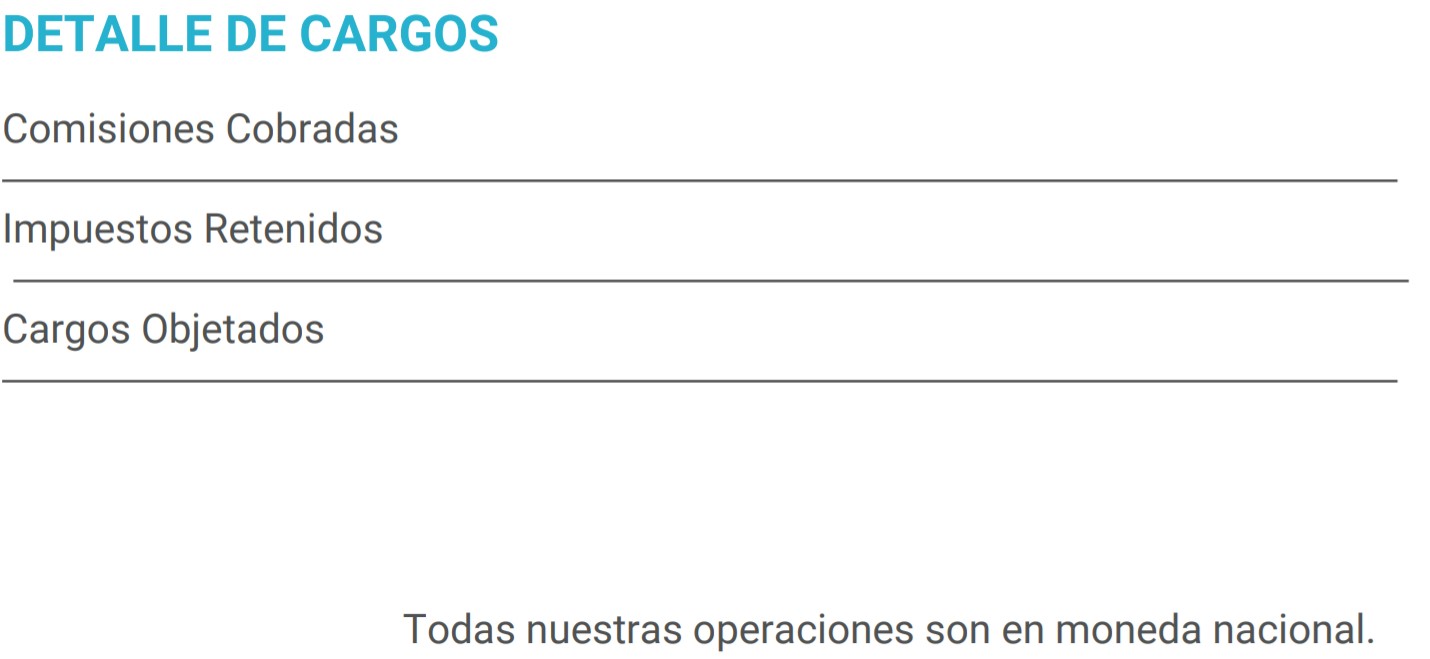 DETALLE DE CARGOS
Comisiones Cobradas
Impuestos Retenidos
Cargos Objetados
Todas nuestras operaciones son en moneda nacional.